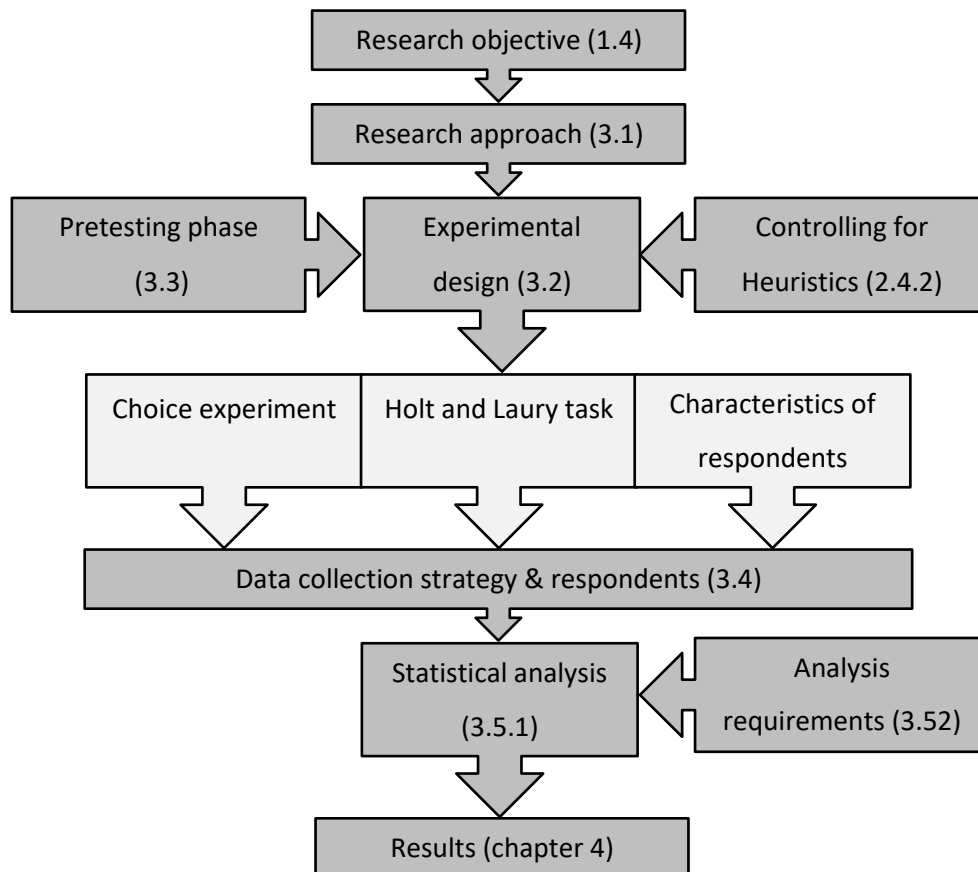 Research objective (1.4)
Research approach (3.1)
Pretesting phase
(3.3)
Experimental
design (3.2)
Controlling for
Heuristics (2.4.2)
Choice experiment
Holt and Laury task
Characteristics of
respondents
Data collection strategy & respondents (3.4)
Statistical analysis
(3.5.1)
Analysis
requirements (3.52)
Results (chapter 4)